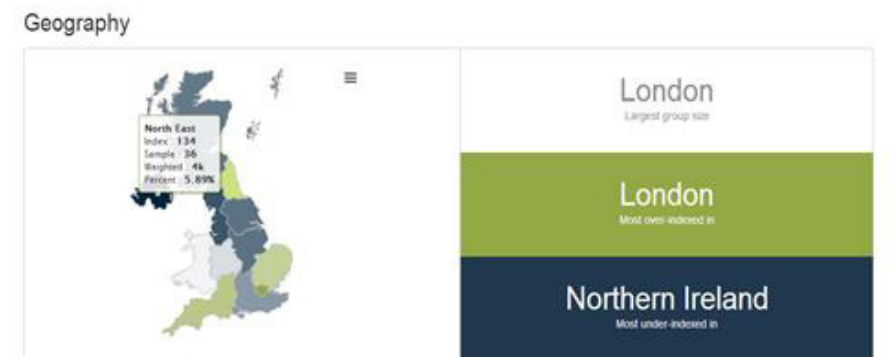 Geography
North East
Index : 134
Sample : 36
Weighted : 4k
Percent : 5.89%
London
Largest group size
London
Most over-indexed in
Northern Ireland
Most under-indexed in